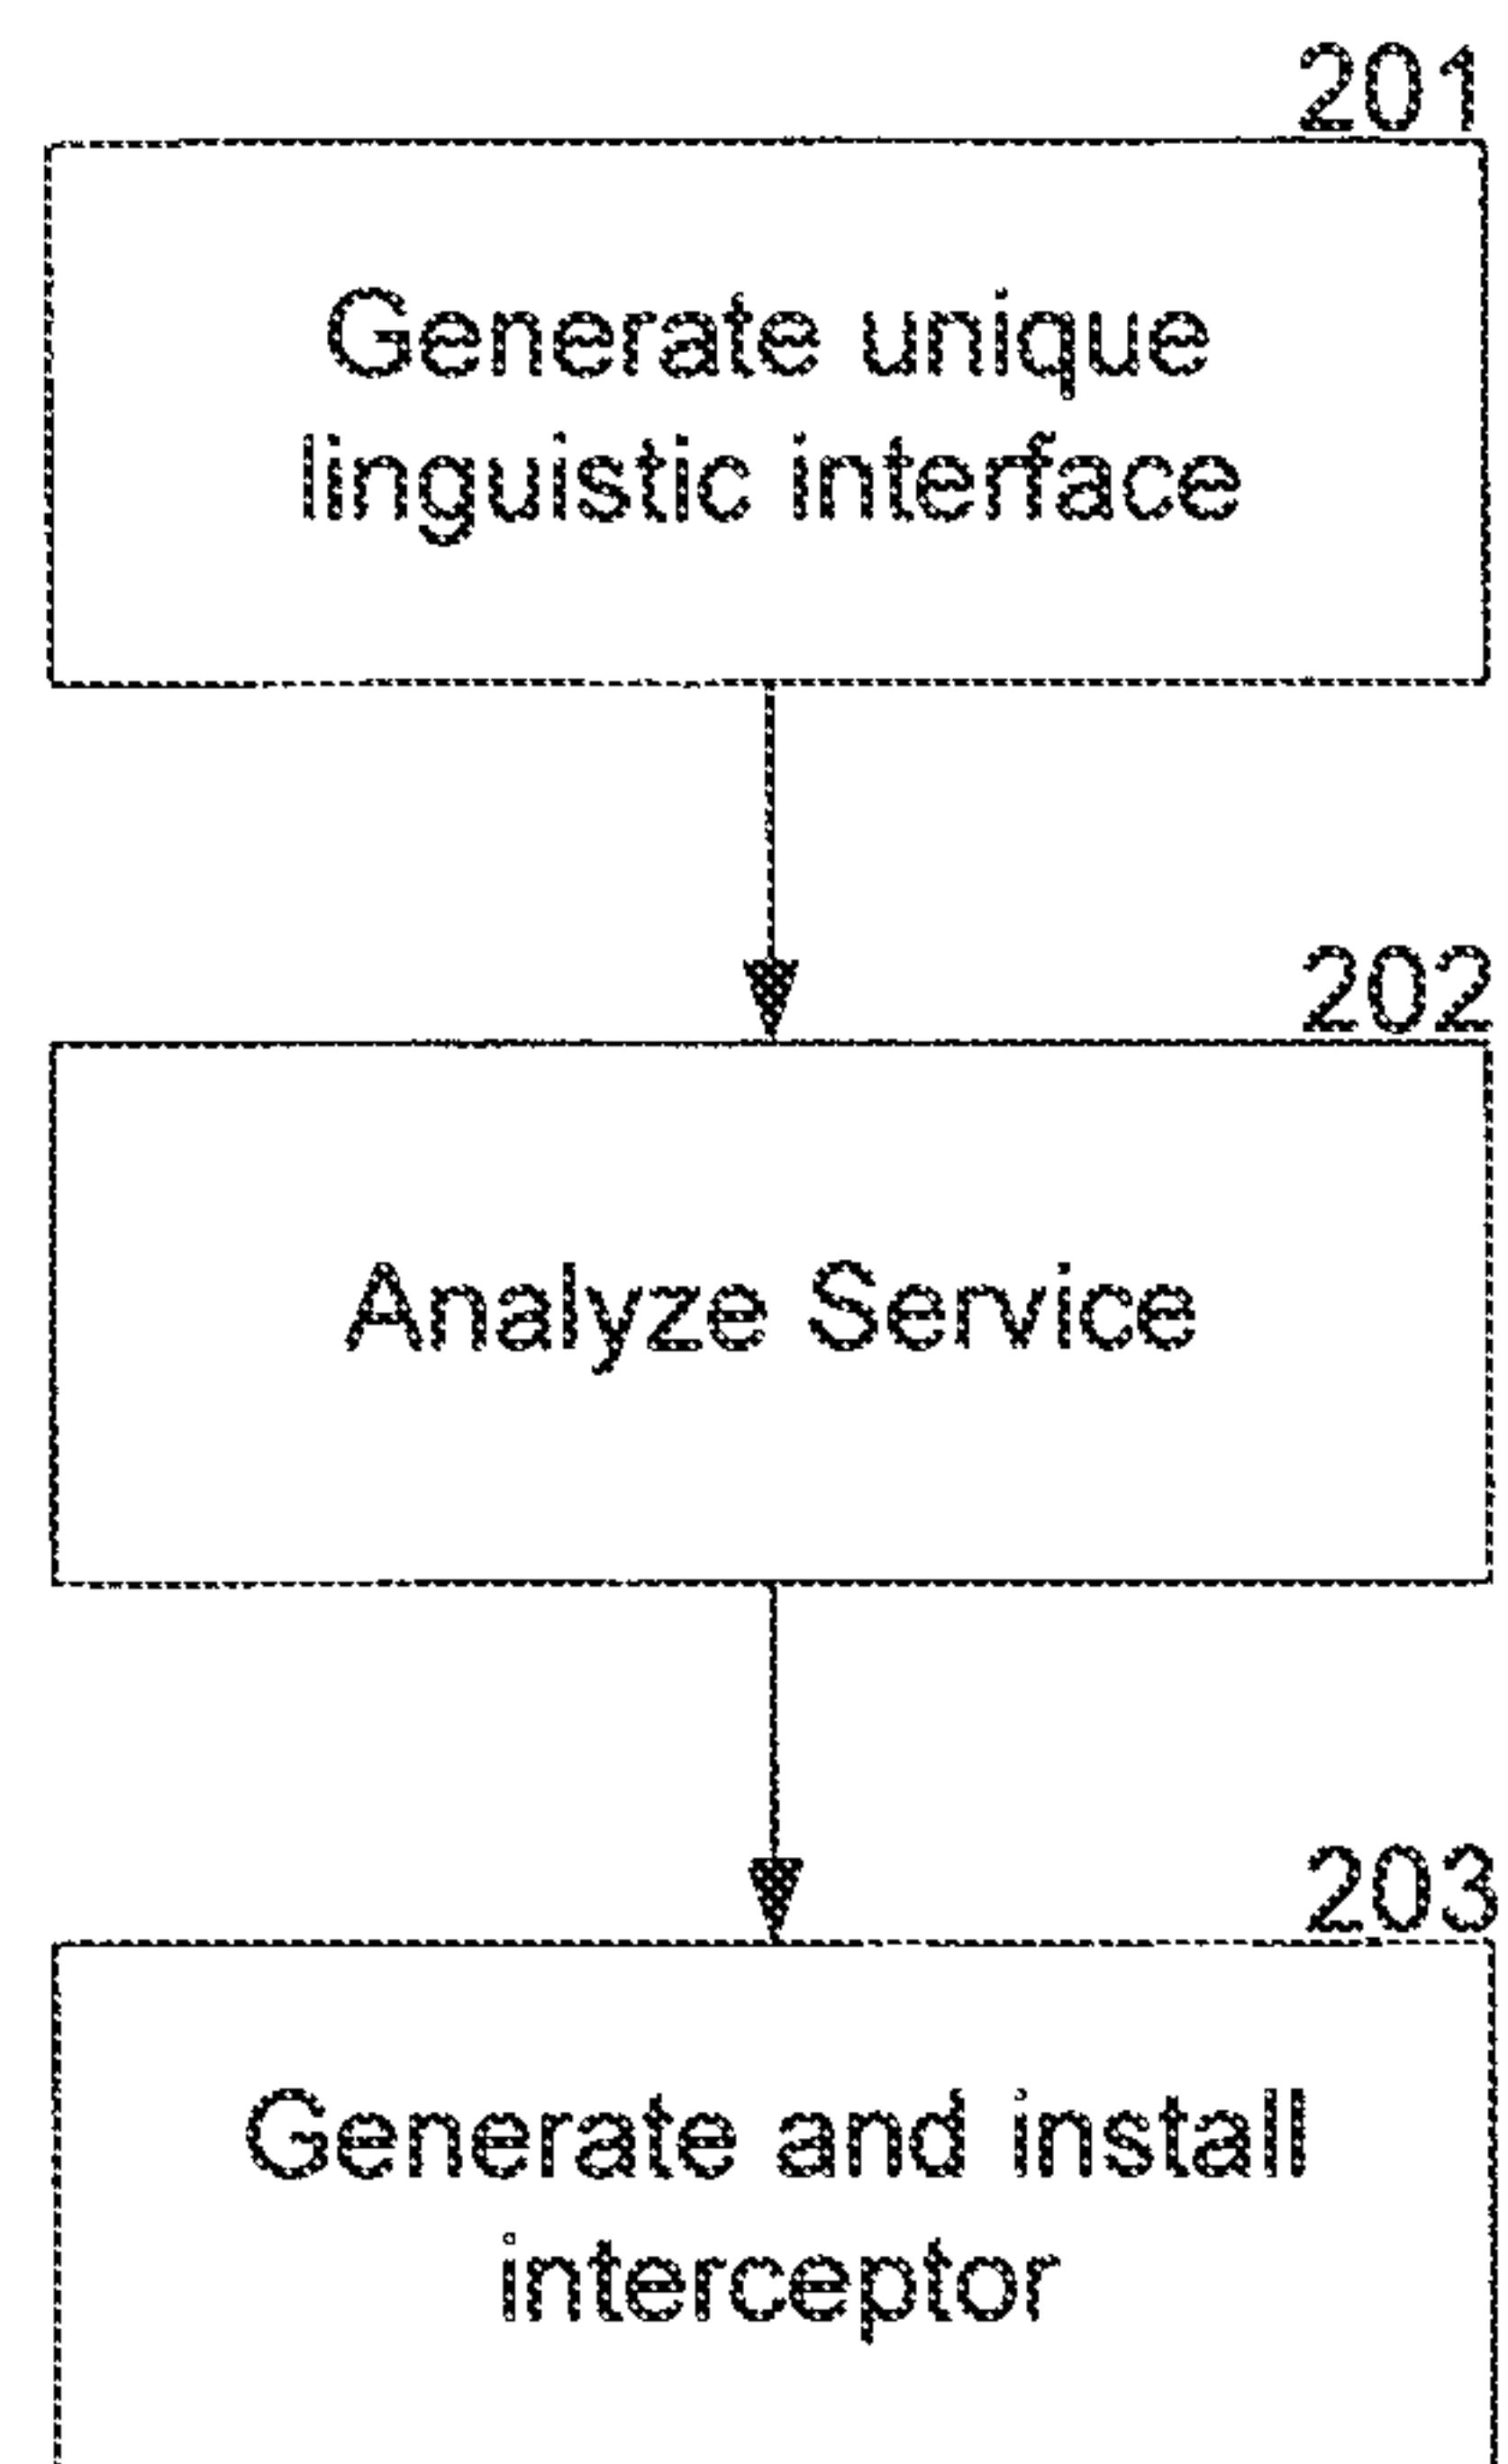 201
Generate unique
linguistic interface
202
Analyze Service
203
Generate and install
interceptor